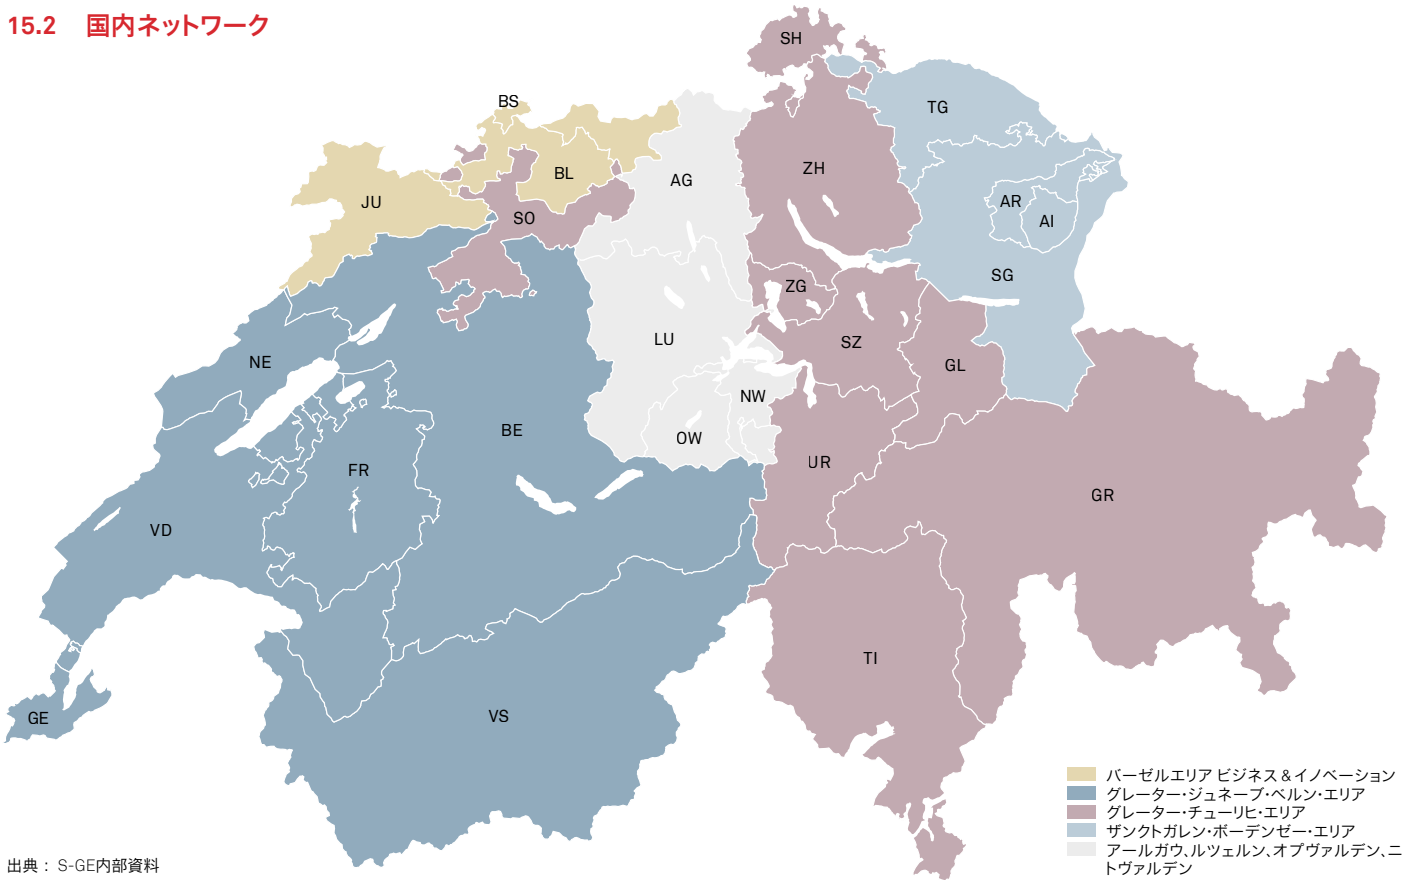 15.2 国内ネットワーク
SH
BS
TG
ZH
BL
AG
JU
AR
SO
AI
SG
ZG
LU
SZ
NE
GL
NW
BE
OW
FR
UR
GR
VD
TI
VS
GE
バーゼルエリア ビジネス & イノベーション
グレーター・ジュネーブ・ベルン・エリア
グレーター・チューリヒ・エリア
ザンクトガレン・ボーデンゼー・エリア
アールガウ、ルツェルン、オプヴァルデン、ニ
トヴァルデン
出典 : S-GE内部資料